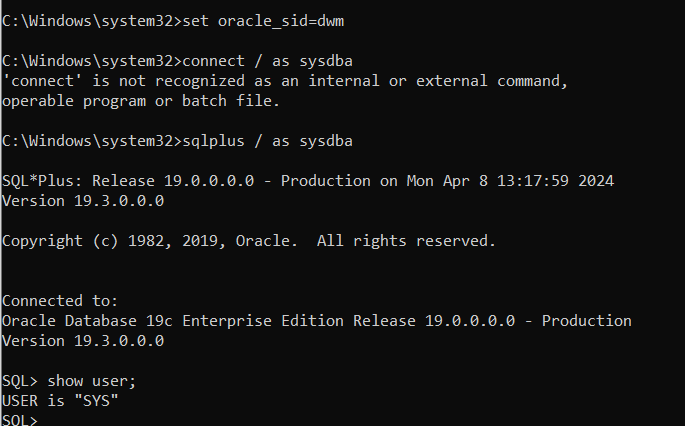 C:\Windows\system32>set oracle_sid=dwm
C:\Windows\system32>connect / as sysdba
'connect' is not recognized as an internal or external command,
operable program or batch file.
C:\Windows\system32>sqlplus / as sysdba
SQL*Plus: Release 19.0.0.0.0 - Production on Mon Apr 8 13:17:59 2024
Version 19.3.0.0.0
Copyright (c) 1982, 2019, Oracle.  All rights reserved.
Connected to:
Oracle Database 19c Enterprise Edition Release 19.0.0.0.0 - Production
Version 19.3.0.0.0
SQL> show user;
USER is "SYS"
SQL>